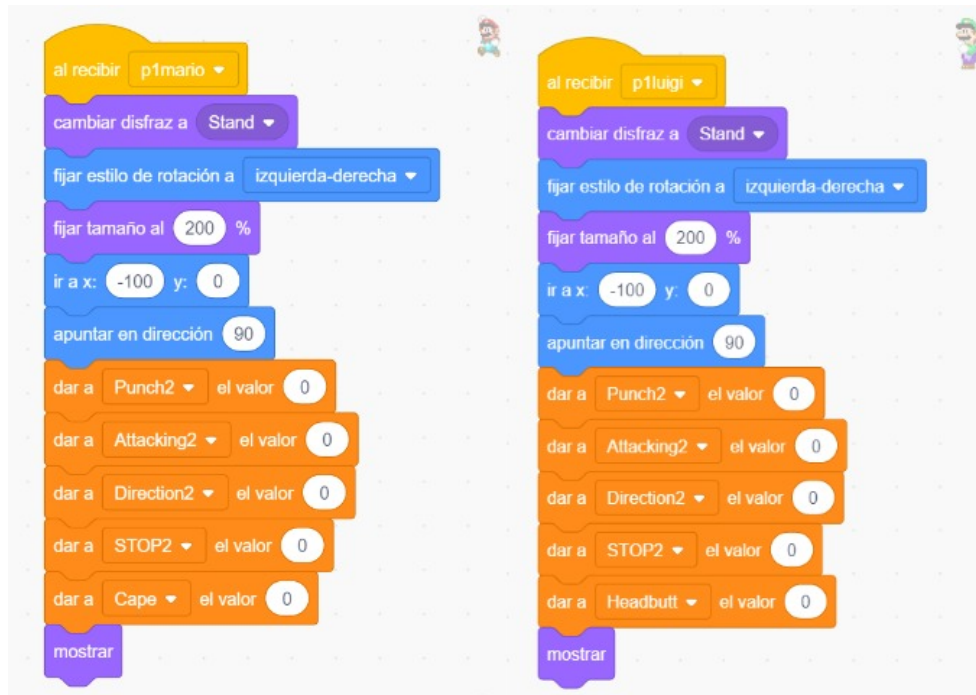 al recibir p1mario
cambiar disfraz a Stand
fijar estilo de rotación a izquierda-derecha
fijar tamaño al 200 %
ir a x: -100 y: 0
apuntar en dirección 90
dar a Punch2 el valor 0
dar a Attacking2 el valor 0
dar a Direction2 el valor 0
dar a STOP2 el valor 0
dar a Cape el valor 0
mostrar
al recibir p1luigi
cambiar disfraz a Stand
fijar estilo de rotación a izquierda-derecha
fijar tamaño al 200 %
ir a x: -100 y: 0
apuntar en dirección 90
dar a Punch2 el valor 0
dar a Attacking2 el valor 0
dar a Direction2 el valor 0
dar a STOP2 el valor 0
dar a Headbutt el valor 0
mostrar